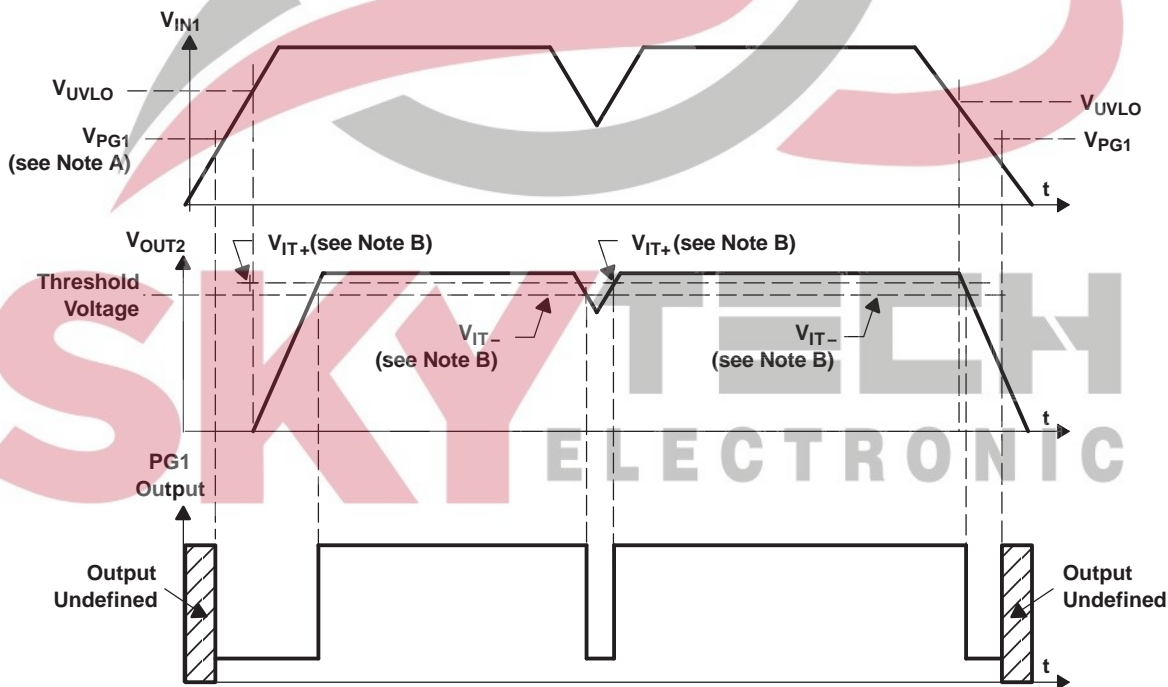 VIN1
VUVLO
VPG1
(see Note A)
VUVLO
VPG1
t
VOUT2
VIT+(see Note B)
VIT+(see Note B)
Threshold
Voltage
VIT−
(see Note B)
VIT−
(see Note B)
t
SKYTECH
ELECTRONIC
PG1
Output
Output
Undefined
Output
Undefined
t